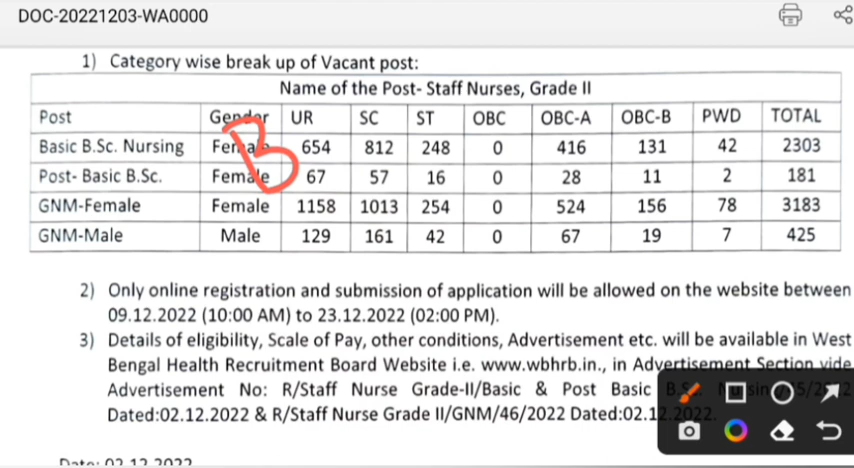 DOC-20221203-WA0000
1) Category wise break up of Vacant post:
Name of the Post- Staff Nurses, Grade II
Post Gender UR SC ST OBC OBC-A OBC-B PWD TOTAL
Basic B.Sc. Nursing Female 654 812 248 0 416 131 42 2303
Post- Basic B.Sc. Female 67 57 16 0 28 11 2 181
GNM-Female Female 1158 1013 254 0 524 156 78 3183
GNM-Male Male 129 161 42 0 67 19 7 425
B
2) Only online registration and submission of application will be allowed on the website between
09.12.2022 (10:00 AM) to 23.12.2022 (02:00 PM).
3) Details of eligibility, Scale of Pay, other conditions, Advertisement etc. will be available in West
Bengal Health Recruitment Board Website i.e. www.wbhrb.in., in Advertisement Section vide
Advertisement No: R/Staff Nurse Grade-II/Basic & Post Basic
Dated:02.12.2022 & R/Staff Nurse Grade II/GNM/46/2022 Dated:02.12.2022.
Date: 02.12.2022